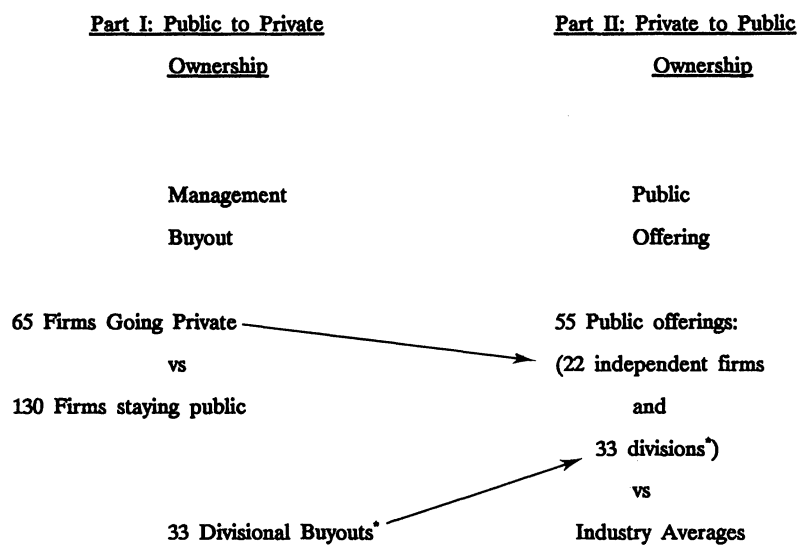 Part I: Public to Private
Ownership
Management
Buyout
65 Firms Going Private
vs
130 Firms staying public
33 Divisional Buyouts*
Part II: Private to Public
Ownership
Public
Offering
55 Public offerings:
(22 independent firms
and
33 divisions*)
vs
Industry Averages